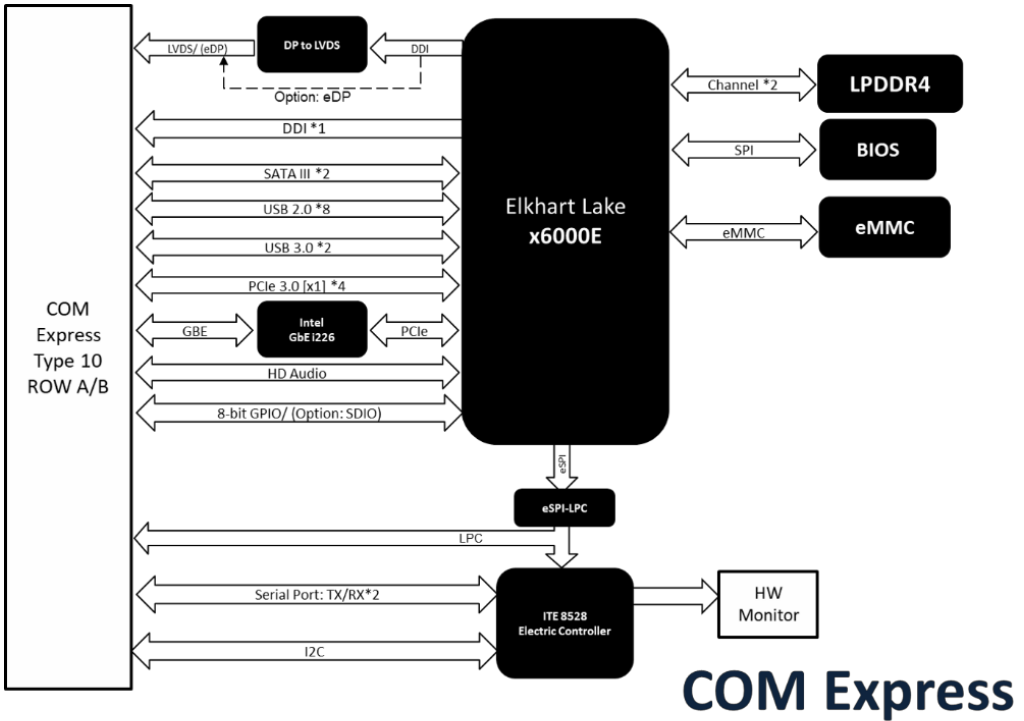 LVDS/ (eDP)
DP to LVDS
DDI
Option: eDP
DDI *1
SATA III *2
USB 2.0 *8
USB 3.0 *2
PCIe 3.0 [x1] *4
GBE
Intel
GbE i226
PCIe
HD Audio
8-bit GPIO/ (Option: SDIO)
COM
Express
Type 10
ROW A/B
Elkhart Lake
x6000E
Channel *2
LPDDR4
SPI
BIOS
eMMC
eMMC
eSPI
eSPI-LPC
LPC
Serial Port: TX/RX*2
I2C
ITE 8528
Electric Controller
HW
Monitor
COM Express